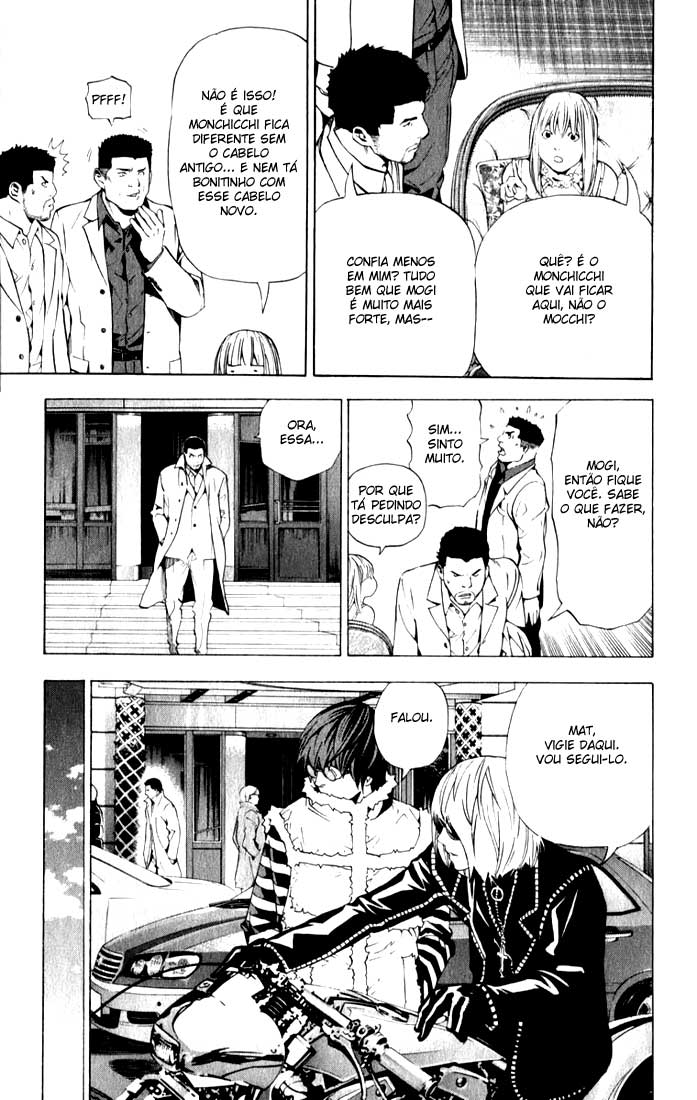 QUÊ? É O
MONCHICCHI
QUE VAI FICAR
AQUI, NÃO O
MOCCHI?
CONFIA MENOS
EM MIM? TUDO
BEM QUE MOGI
É MUITO MAIS
FORTE, MAS--
NÃO É ISSO!
É QUE
MONCHICCHI FICA
DIFERENTE SEM
O CABELO
ANTIGO... E NEM TÁ
BONITINHO COM
ESSE CABELO
NOVO.
PFFF!
MOGI,
ENTÃO FIQUE
VOCÊ. SABE
O QUE FAZER,
NÃO?
SIM...
SINTO
MUITO.
POR QUE
TÁ PEDINDO
DESCULPA?
ORA,
ESSA...
MAT,
VIGIE DAQUI.
VOU SEGUI-LO.
FALOU.